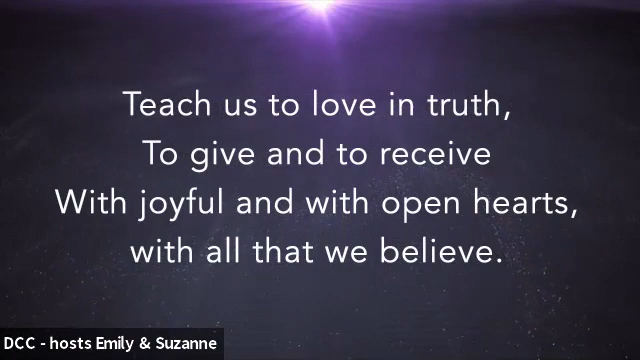 Teach us to love in truth,
To give and to receive
With joyful and with open hearts,
with all that we believe.
DCC - hosts Emily & Suzanne